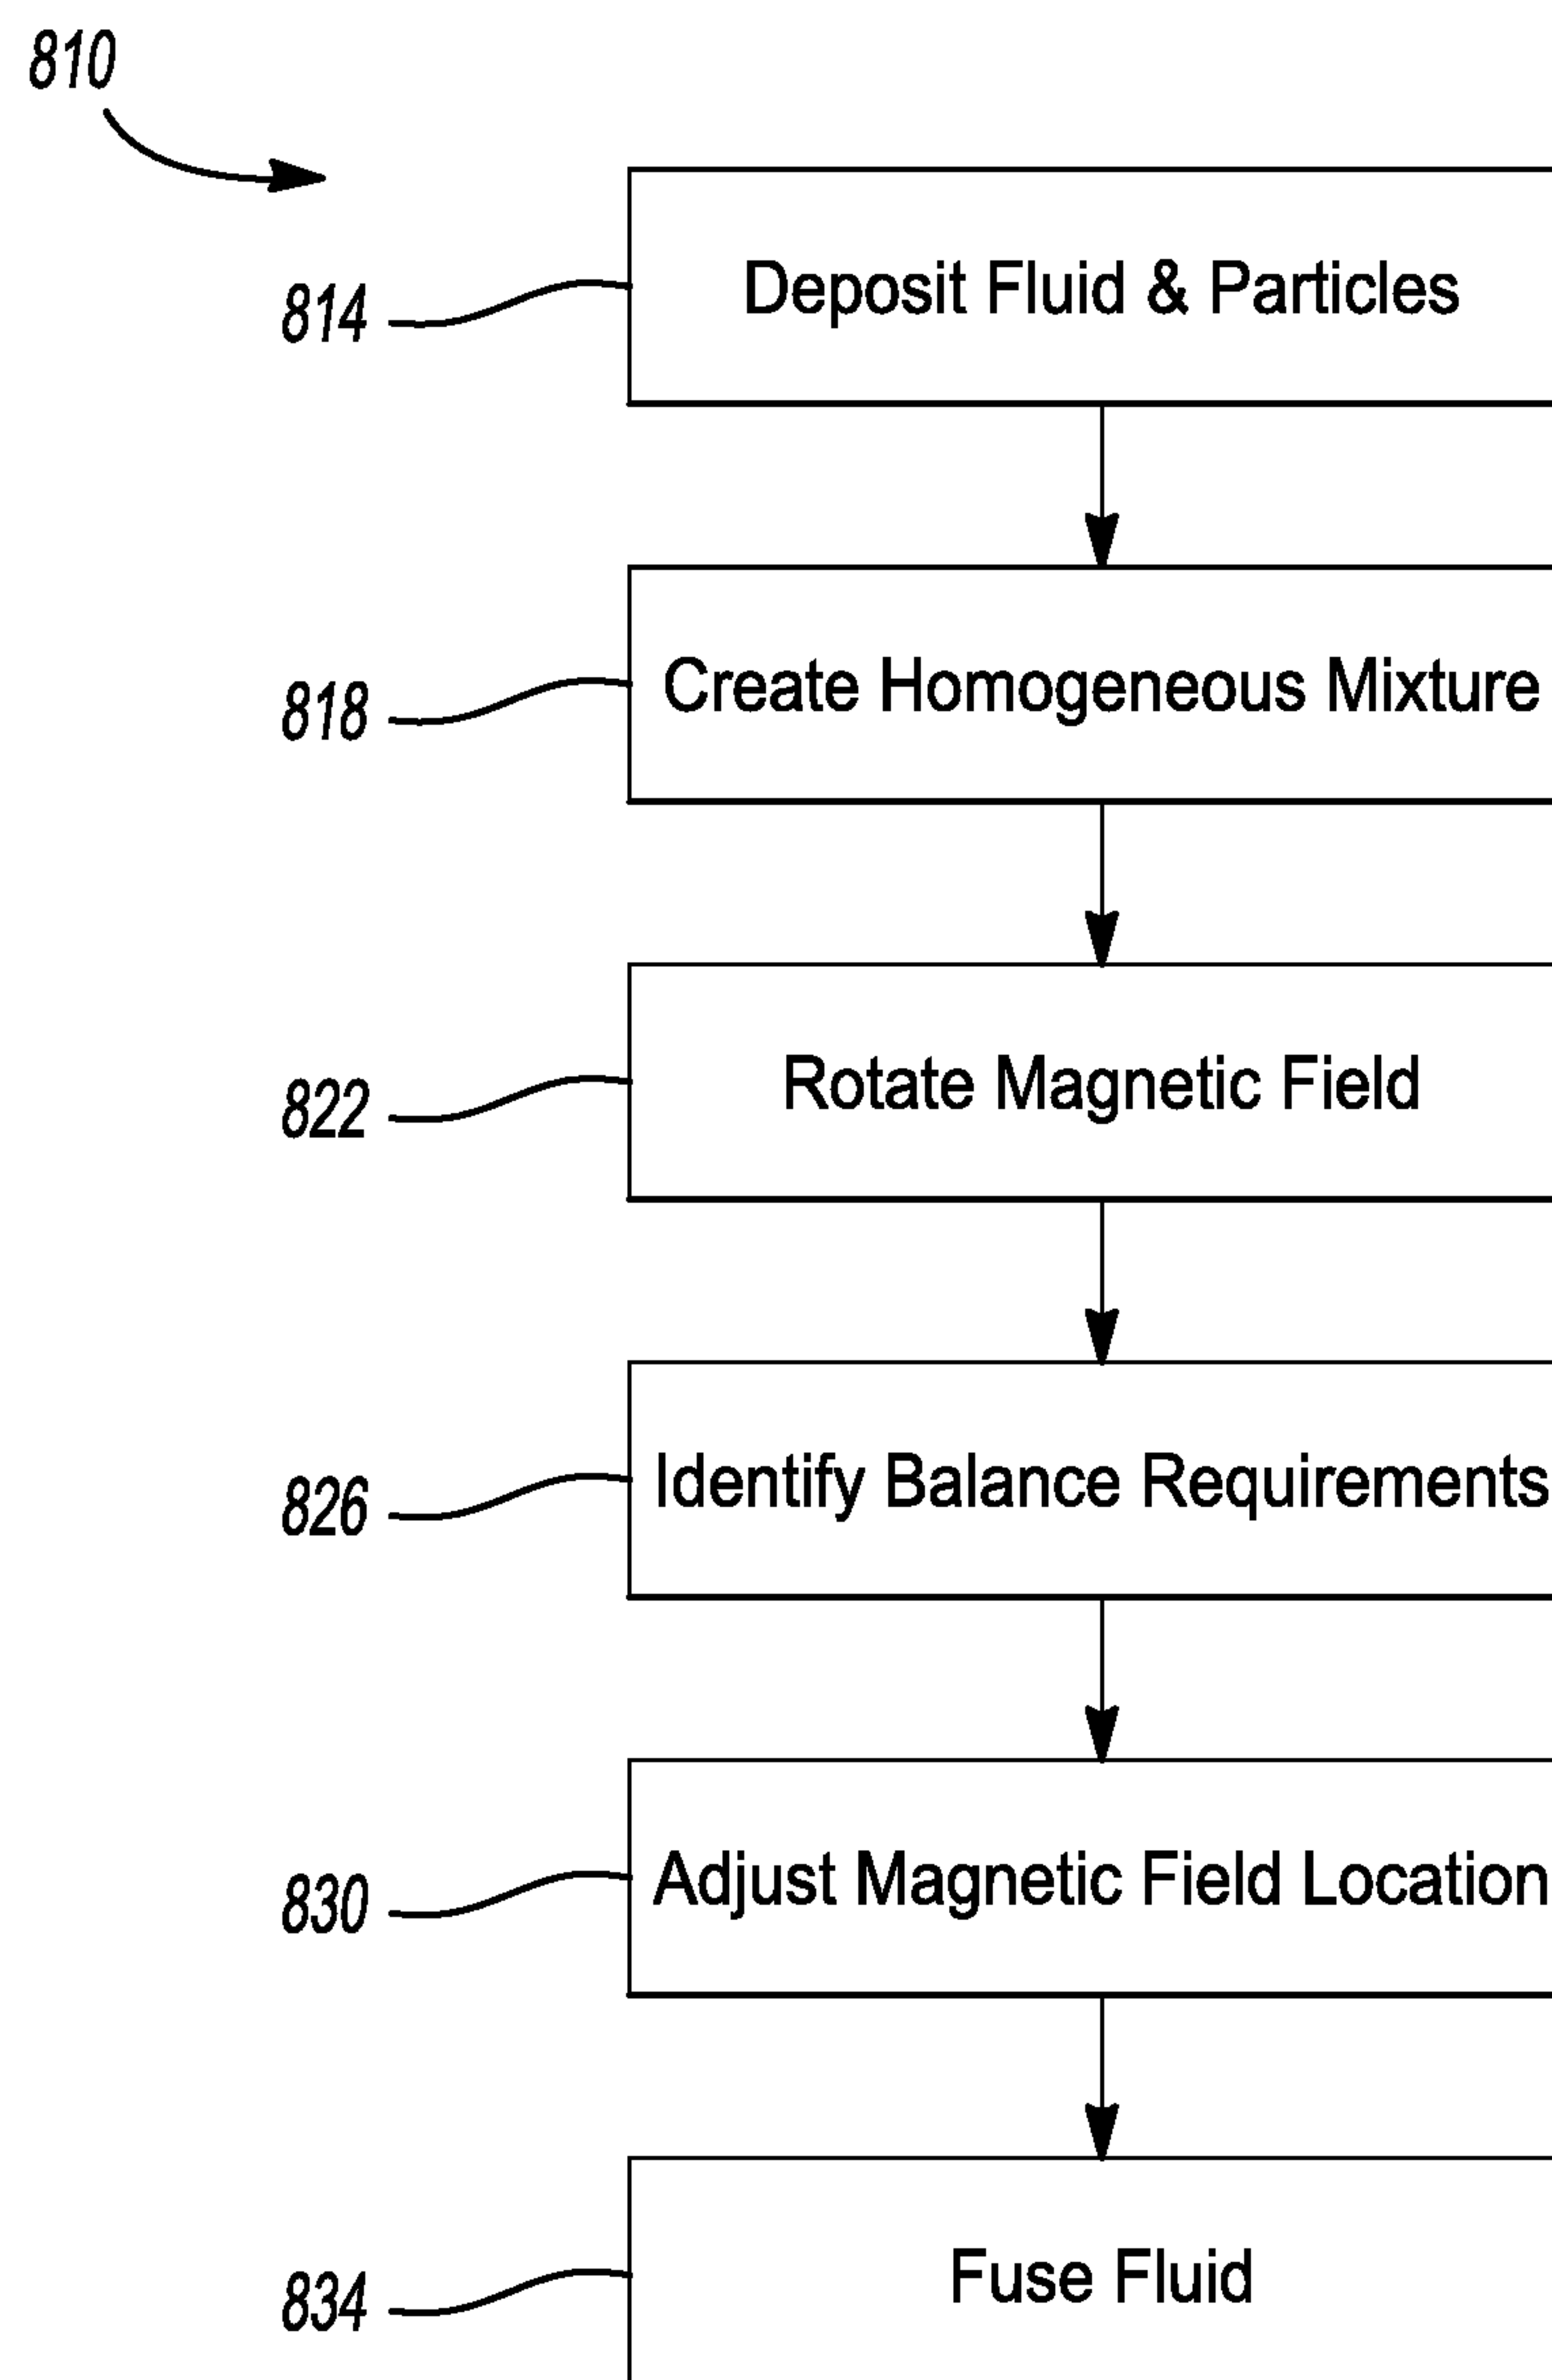 810
814
Deposit Fluid & Particles
818
Create Homogeneous Mixture
822
Rotate Magnetic Field
826
Identify Balance Requirements
830
Adjust Magnetic Field Location
834
Fuse Fluid